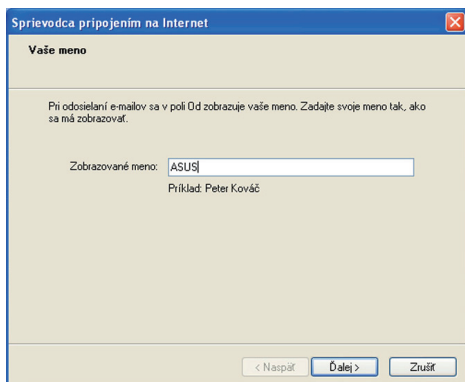 Sprievodca pripojením na Internet
Vaše meno
Pri odosielaní e-mailov sa v poli Od zobrazuje vaše meno. Zadajte svoje meno tak, ako
sa má zobrazovať.
Zobrazované meno: ASUS
Príklad: Peter Kováč
< Naspäť Ďalej > Zrušiť